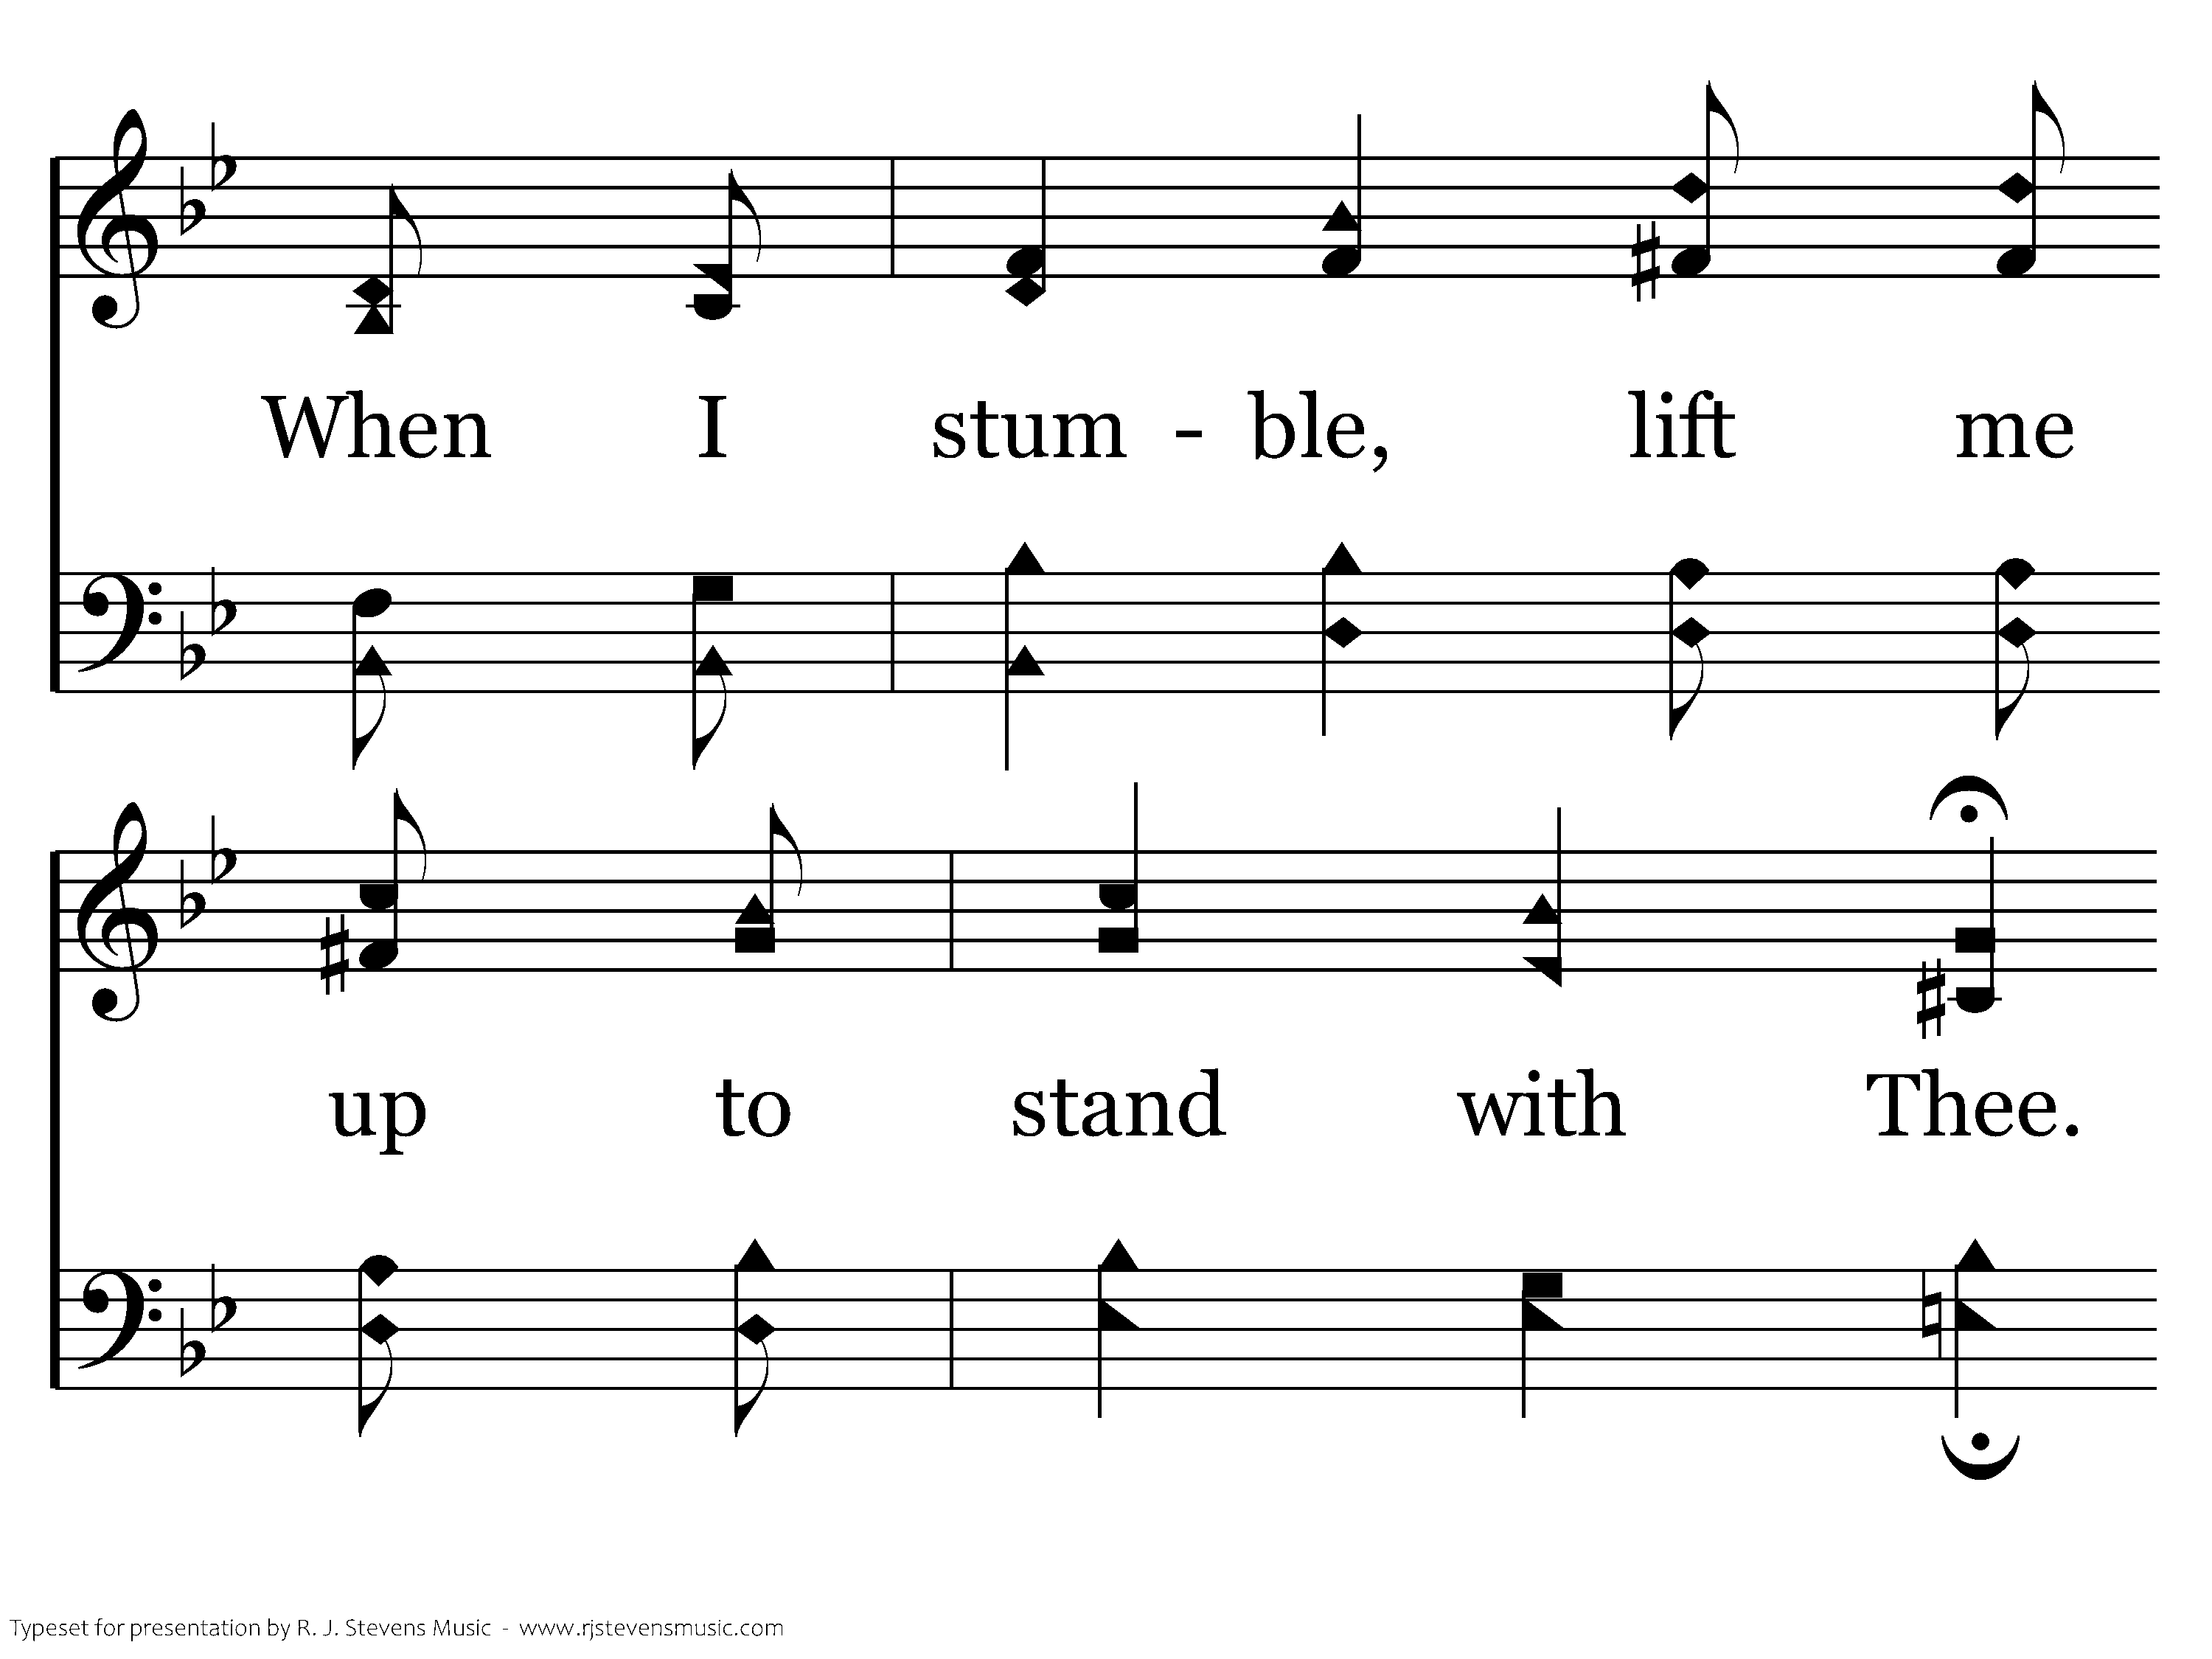 When I stum - ble, lift me
up to stand with Thee.
Typeset for presentation by R. J. Stevens Music - www.rjstevensmusic.com